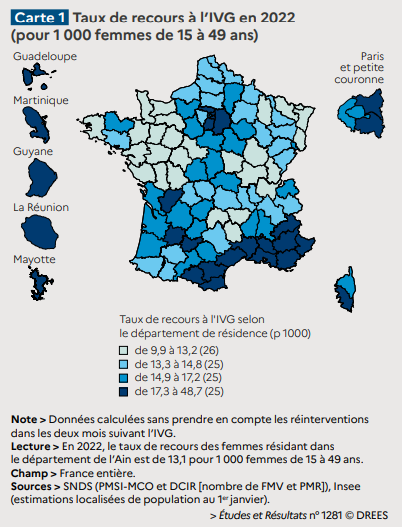 Carte 1 Taux de recours à l'IVG en 2022
(pour 1 000 femmes de 15 à 49 ans)
Guadeloupe
Paris et petite
couronne
Martinique
Guyane
La Réunion
Mayotte
Taux de recours à l'IVG selon
le département de résidence (p 1000)
de 9,9 à 13,2 (26)
de 13,3 à 14,8 (25)
de 14,9 à 17,2 (25)
de 17,3 à 48,7 (25)
Note > Données calculées sans prendre en compte les réinterventions
dans les deux mois suivant l'IVG.
Lecture > En 2022, le taux de recours des femmes résidant dans
le département de l'Ain est de 13,1 pour 1 000 femmes de 15 à 49 ans.
Champ > France entière.
Sources > SNDS (PMSI-MCO et DCIR [nombre de FMV et PMR]), Insee
(estimations localisées de population au 1er janvier).
> Études et Résultats n° 1281 © DREES